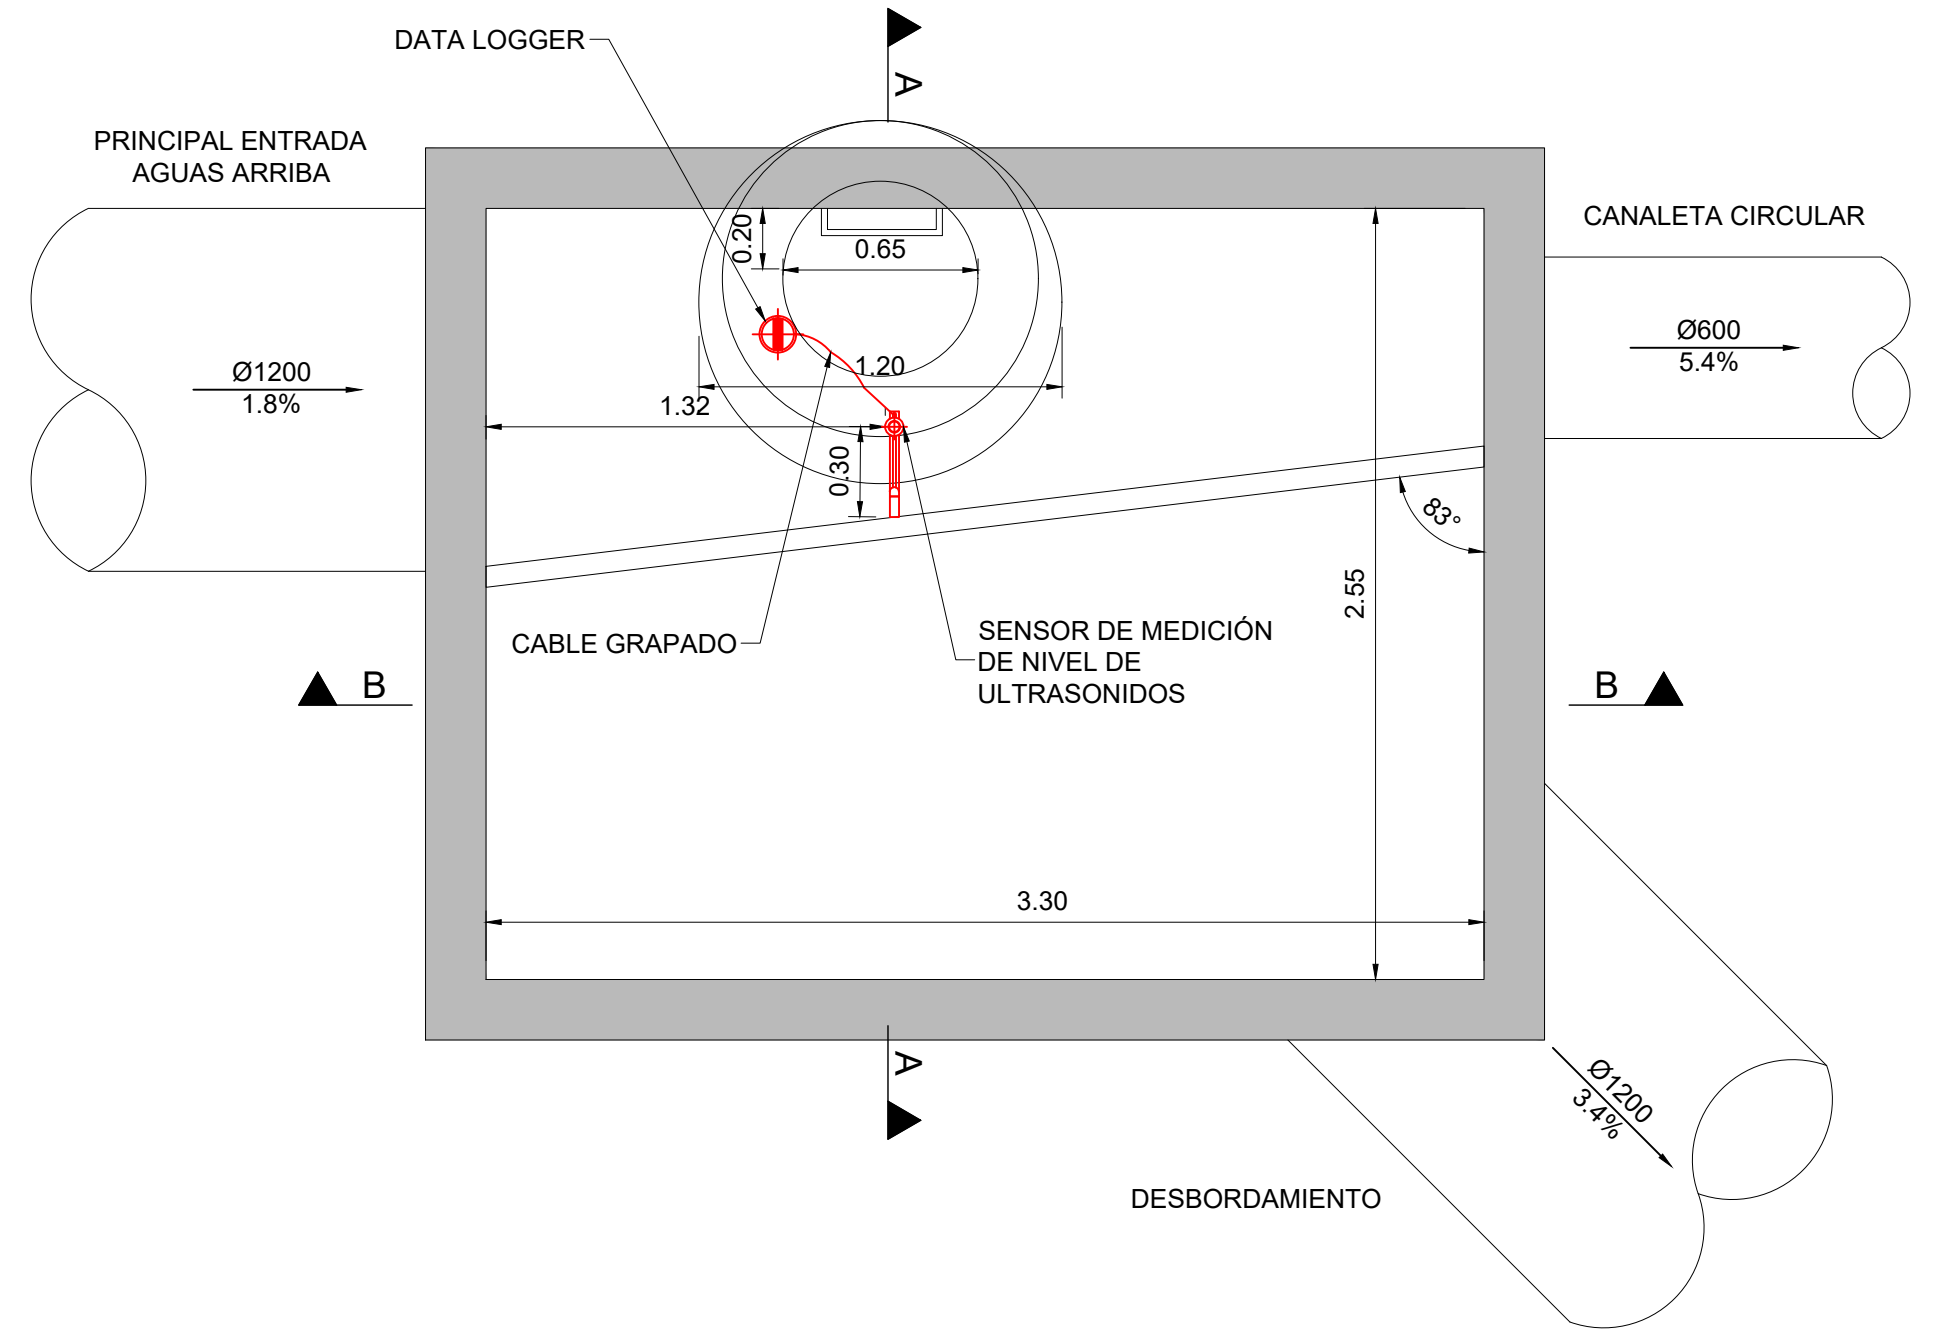 DATA LOGGER
A
PRINCIPAL ENTRADA
AGUAS ARRIBA
CANALETA CIRCULAR
0.20
0.65
Ø1200
1.8%
Ø600
5.4%
1.20
1.32
0.30
83°
2.55
CABLE GRAPADO
SENSOR DE MEDICIÓN
DE NIVEL DE
ULTRASONIDOS
B
B
3.30
A
Ø1200
3.4%
DESBORDAMIENTO